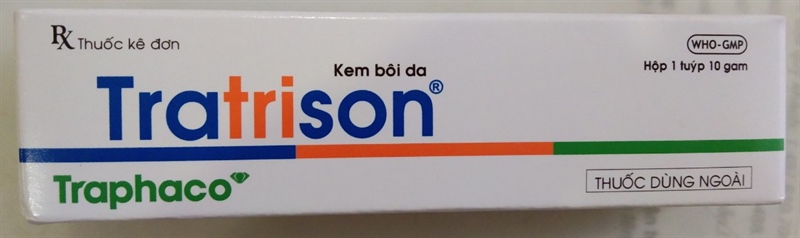 Rx Thuốc kê đơn
WHO-GMP
Kem bôi da
Hộp 1 tuýp 10 gam
Tratrison®
Traphaco
THUỐC DÙNG NGOÀI